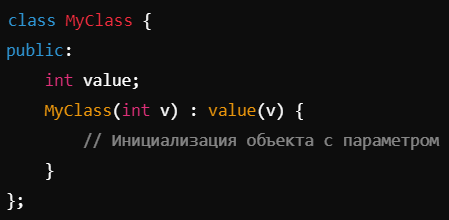 class MyClass {
public:
    int value;
    MyClass(int v) : value(v) {
        // Инициализация объекта с параметром
    }
};